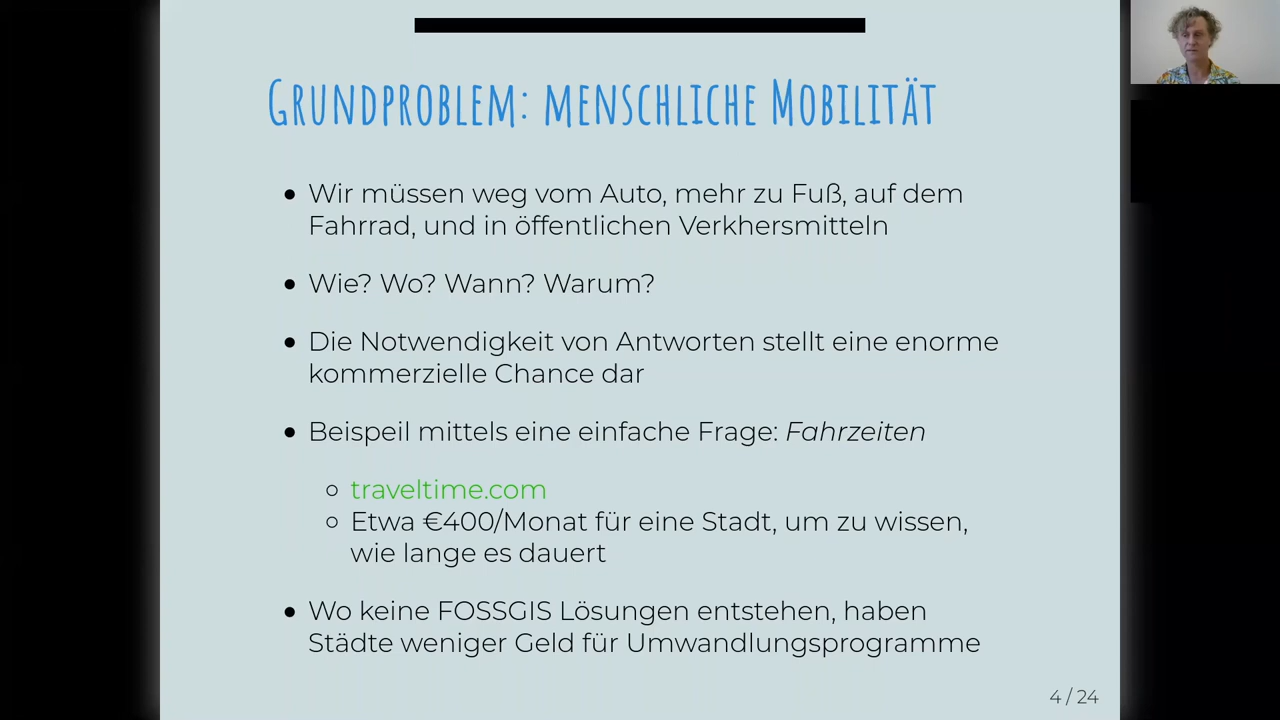 Grundproblem: menschliche Mobilität
• Wir müssen weg vom Auto, mehr zu Fuß, auf dem
Fahrrad, und in öffentlichen Verkhersmitteln
• Wie? Wo? Wann? Warum?
• Die Notwendigkeit von Antworten stellt eine enorme
kommerzielle Chance dar
• Beispeil mittels eine einfache Frage: Fahrzeiten
○ traveltime.com
○ Etwa €400/Monat für eine Stadt, um zu wissen,
wie lange es dauert
• Wo keine FOSSGIS Lösungen entstehen, haben
Städte weniger Geld für Umwandlungsprogramme
4 / 24